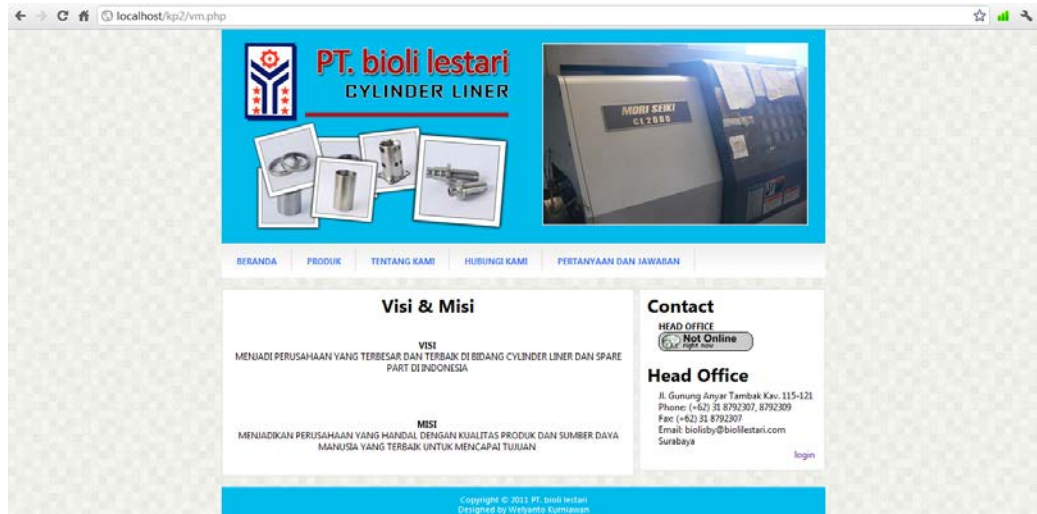 localhost/kp2/vm.php
PT. bioli lestari
CYLINDER LINER
MORI SEIKI
CL2000
BERANDA
PRODUK
TENTANG KAMI
HUBUNGI KAMI
PERTANYAAN DAN JAWABAN
Visi & Misi
VISI
MENJADI PERUSAHAAN YANG TERBESAR DAN TERBAIK DI BIDANG CYLINDER LINER DAN SPARE
PART DI INDONESIA
MISI
MENJADIKAN PERUSAHAAN YANG HANDAL DENGAN KUALITAS PRODUK DAN SUMBER DAYA
MANUSIA YANG TERBAIK UNTUK MENCAPAI TUJUAN
Contact
HEAD OFFICE
Not Online
right now
Head Office
Jl. Gunung Anyar Tambak Kav. 115-121
Phone: (+62) 31 8792307, 8792309
Fax: (+62) 31 8792307
Email: biolisby@biolilestari.com
Surabaya
login
Copyright © 2011 PT. bioli lestari
Designed by Welyanto Kurniawan